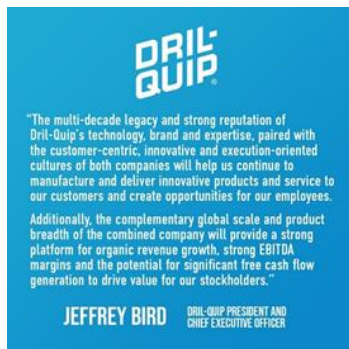 DRIL-
QUIP®
"The multi-decade legacy and strong reputation of
Dril-Quip's technology, brand and expertise, paired with
the customer-centric, innovative and execution-oriented
cultures of both companies will help us continue to
manufacture and deliver innovative products and service to
our customers and create opportunities for our employees.
Additionally, the complementary global scale and product
breadth of the combined company will provide a strong
platform for organic revenue growth, strong EBITDA
margins and the potential for significant free cash flow
generation to drive value for our stockholders."
JEFFREY BIRD
DRIL-QUIP PRESIDENT AND
CHIEF EXECUTIVE OFFICER